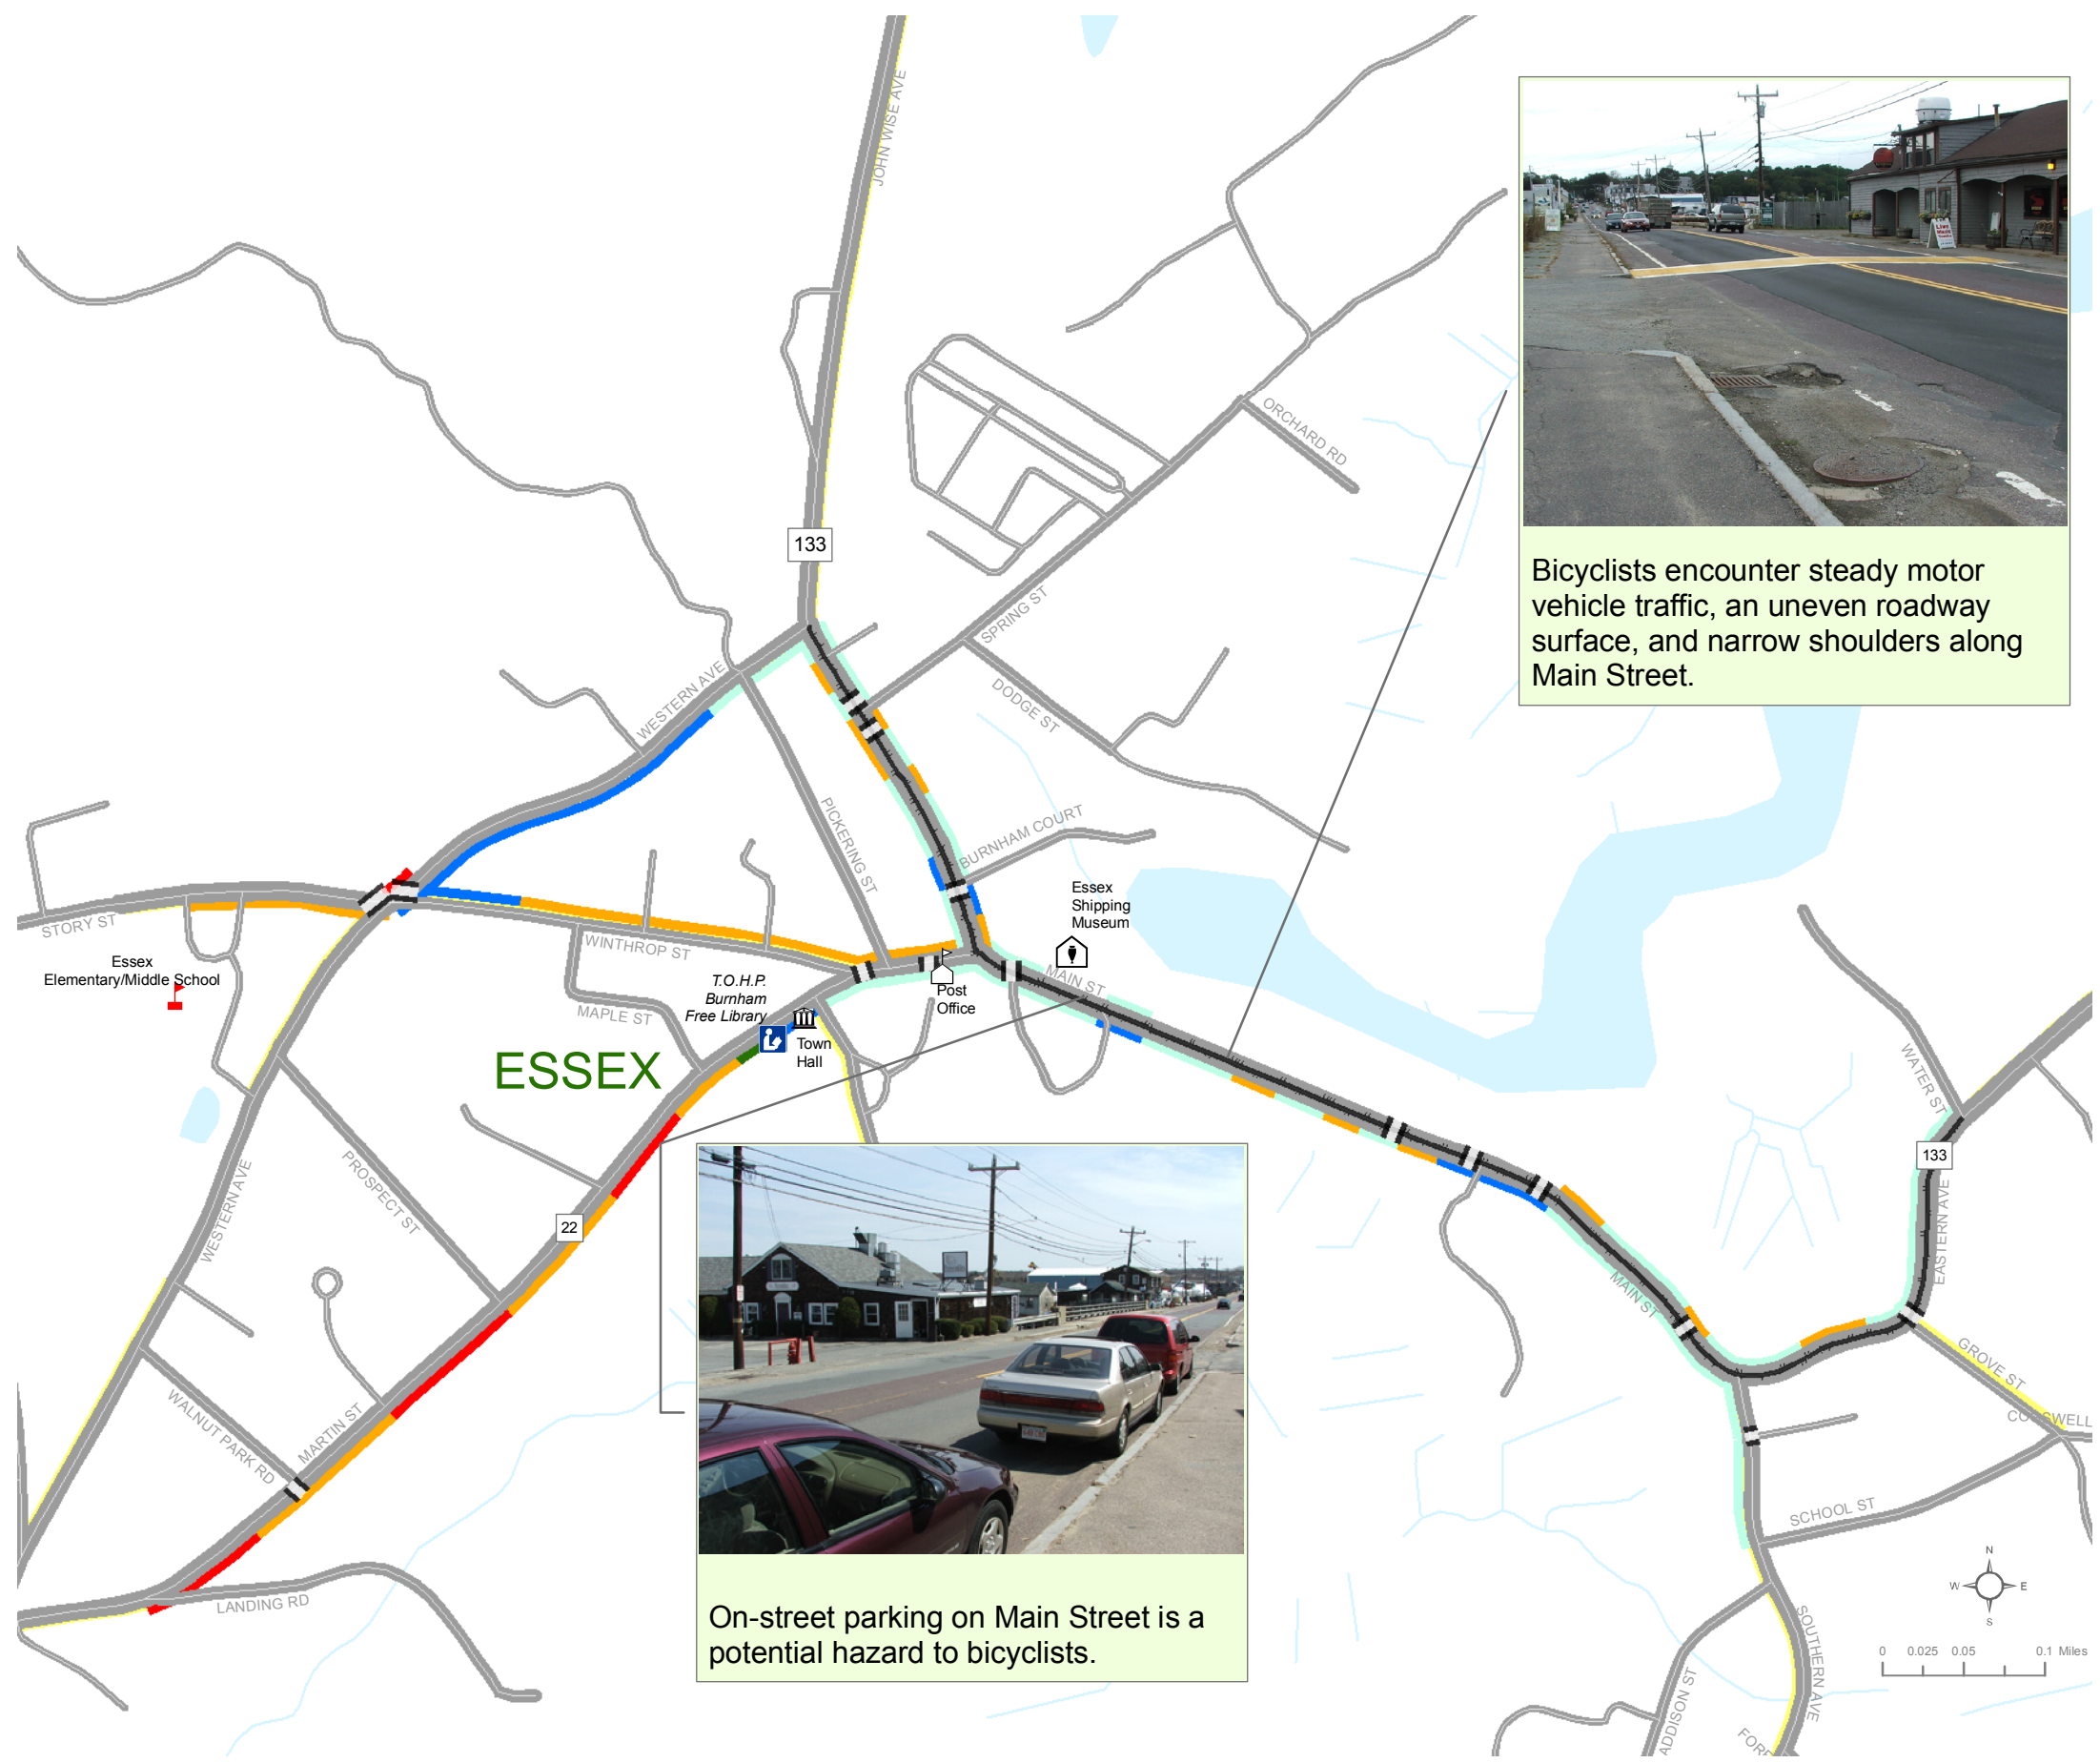 JOHN WISE AVE
133
ORCHARD RD
SPRING ST
DODGE ST
WESTERN AVE
PICKERING ST
BURNHAM COURT
Essex
Shipping
Museum
MAIN ST
STORY ST
Essex
Elementary/Middle School
WINTHROP ST
MAPLE ST
T.O.H.P.
Burnham
Free Library
Post
Office
Town
Hall
ESSEX
WESTERN AVE
PROSPECT ST
22
WALNUT PARK RD
MARTIN ST
LANDING RD
Bicyclists encounter steady motor
vehicle traffic, an uneven roadway
surface, and narrow shoulders along
Main Street.
WATER ST
133
EASTERN AVE
MAIN ST
GROVE ST
SCHOOL ST
SOUTHERN AVE
ADDISON ST
On-street parking on Main Street is a
potential hazard to bicyclists.
N
W
E
S
0 0.025 0.05 0.1 Miles